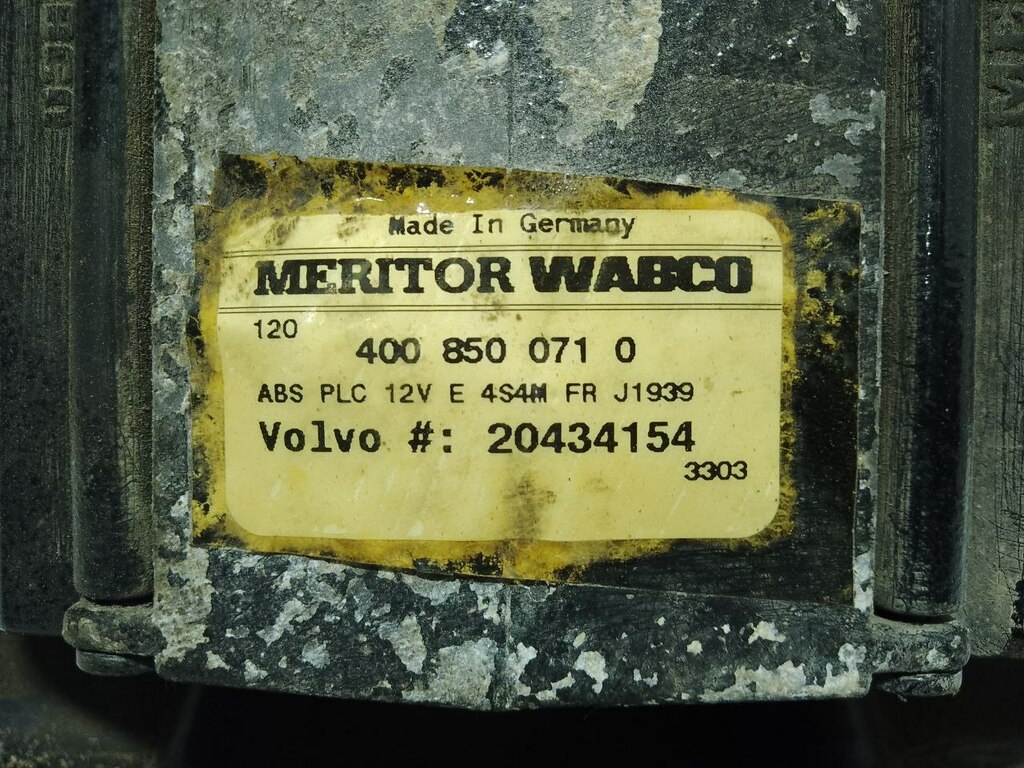 Made In Germany
MERITOR WABCO
120
400 850 071 0
ABS PLC 12V E 4S4M FR J1939
Volvo #: 20434154
3303